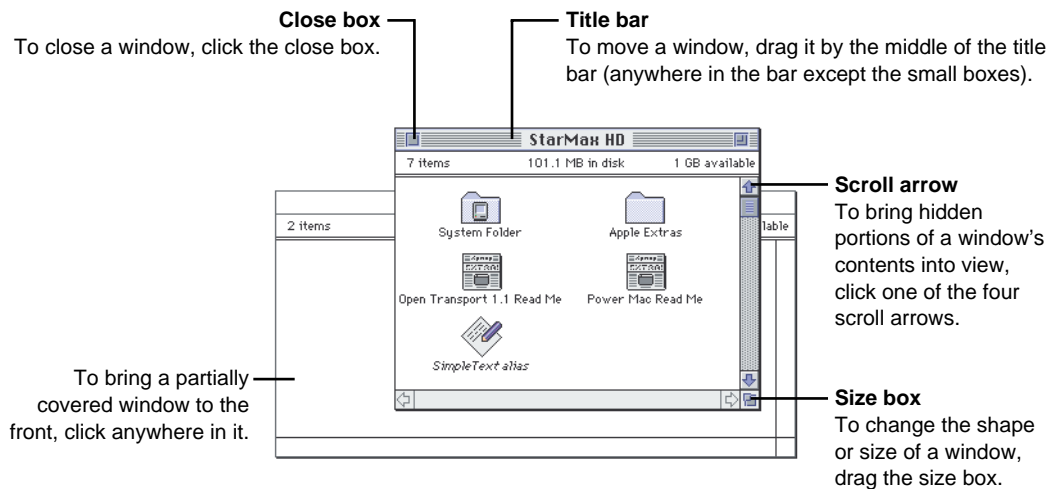 Close box
To close a window, click the close box.
Title bar
To move a window, drag it by the middle of the title
bar (anywhere in the bar except the small boxes).
StarMax HD
7 items 101.1 MB in disk 1 GB available
System Folder Apple Extras
Open Transport 1.1 Read Me Power Mac Read Me
SimpleText alias
2 items lable
Scroll arrow
To bring hidden
portions of a window's
contents into view,
click one of the four
scroll arrows.
To bring a partially
covered window to the
front, click anywhere in it.
Size box
To change the shape
or size of a window,
drag the size box.